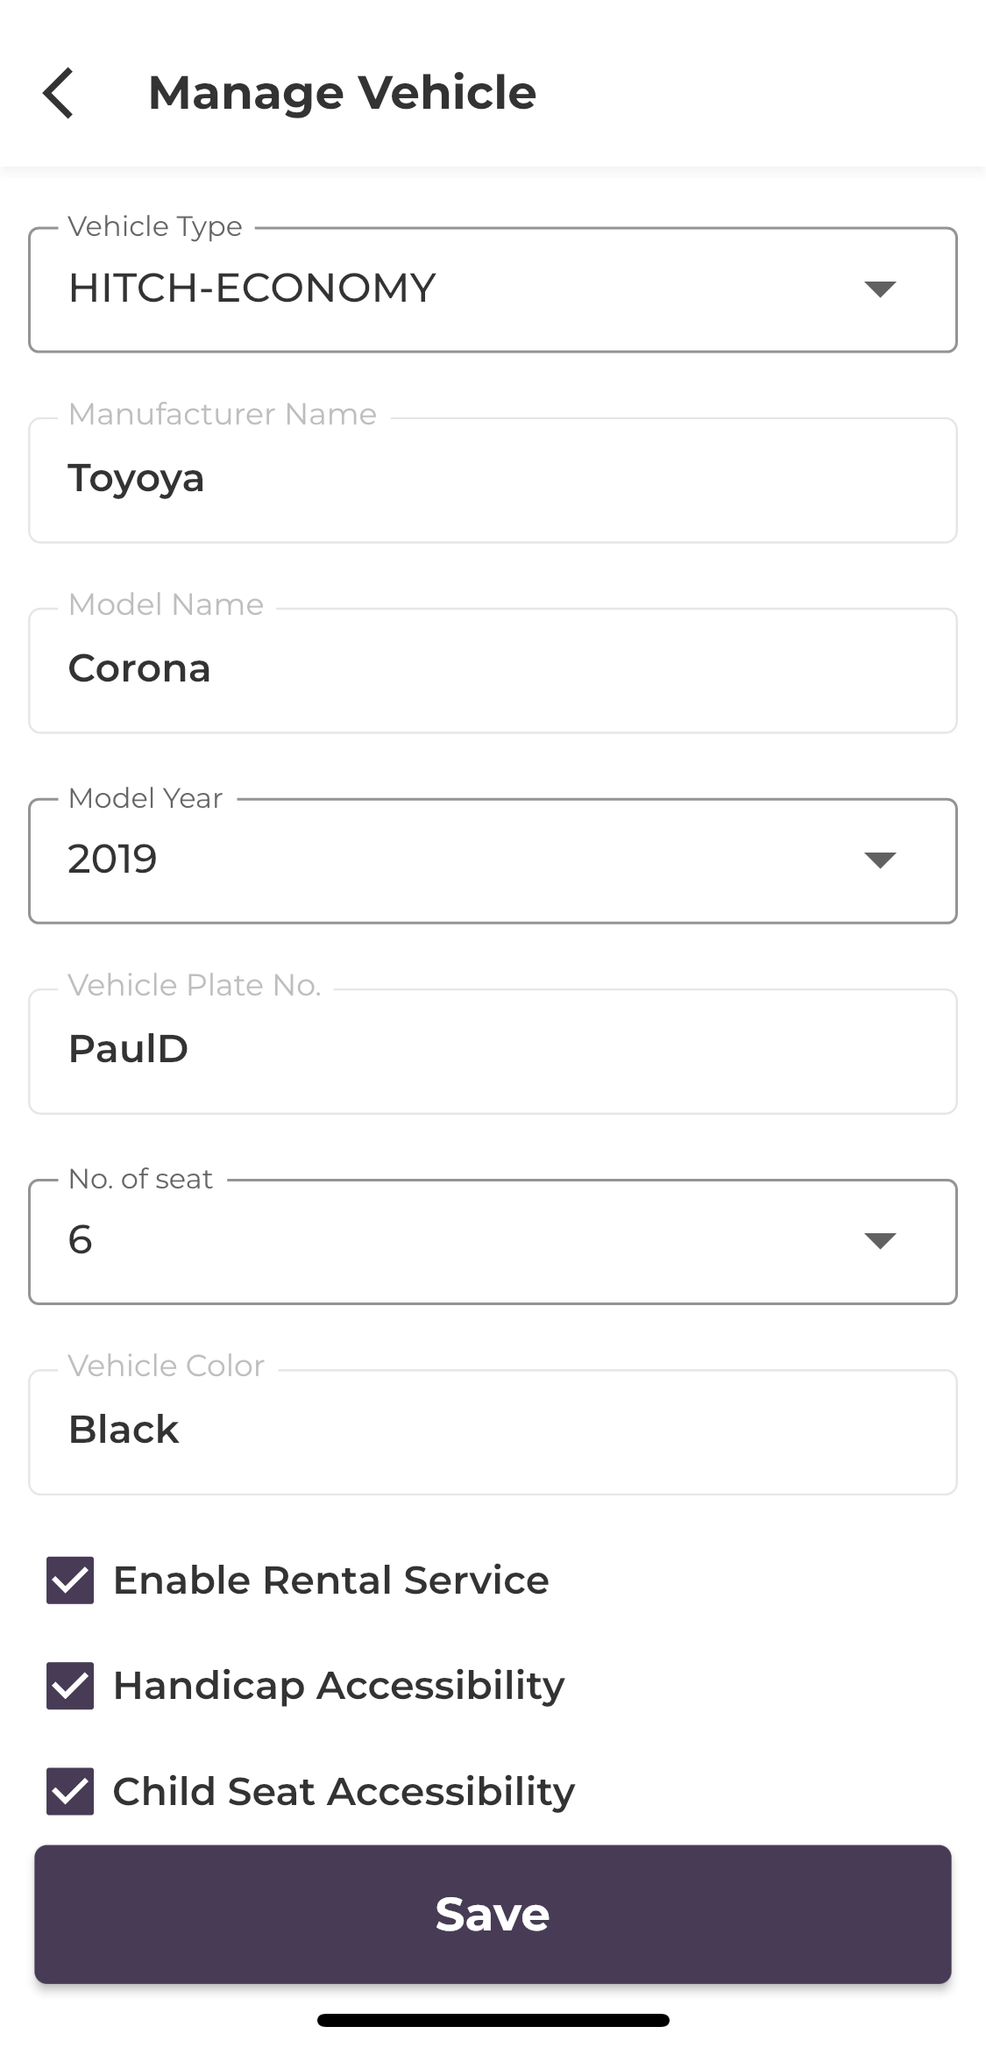 Manage Vehicle
Vehicle Type
HITCH-ECONOMY
Manufacturer Name
Toyoya
Model Name
Corona
Model Year
2019
Vehicle Plate No.
PaulD
No. of seat
6
Vehicle Color
Black
Enable Rental Service
Handicap Accessibility
Child Seat Accessibility
Save